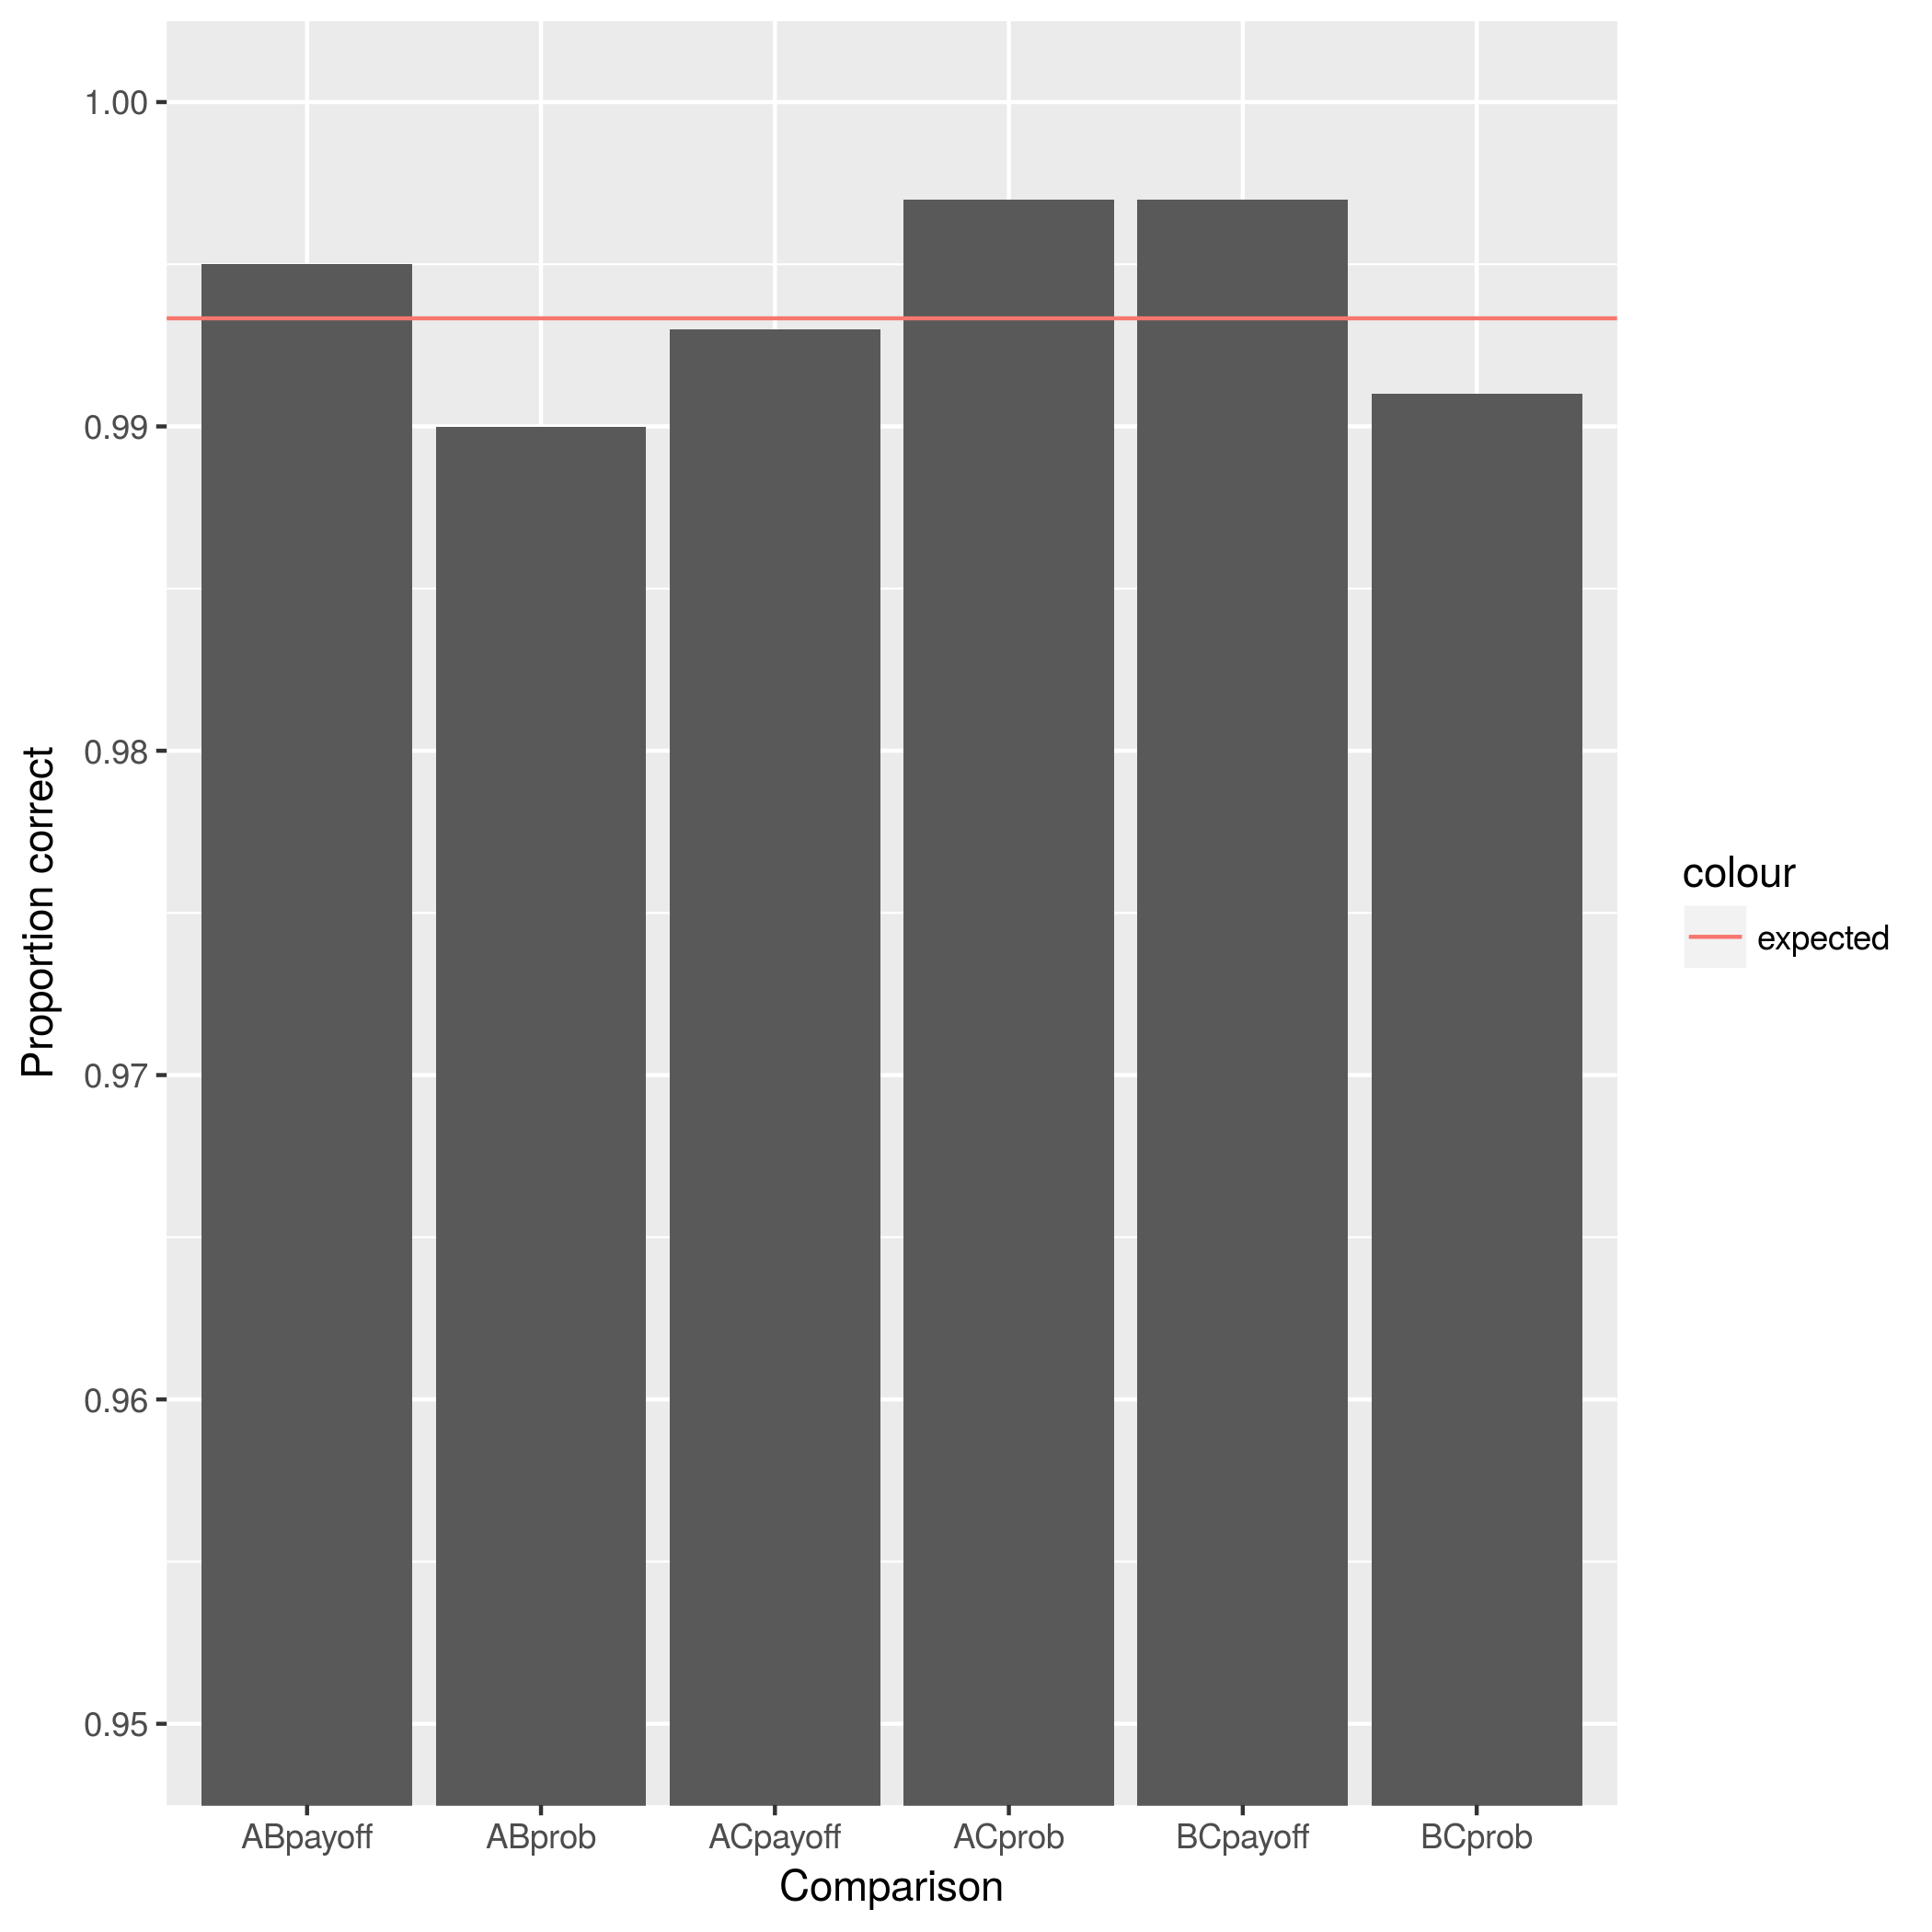 1.00
0.99
0.98
0.97
0.96
0.95
Proportion correct
ABpayoff ABprob ACpayoff ACprob BCpayoff BCprob
Comparison
colour
expected